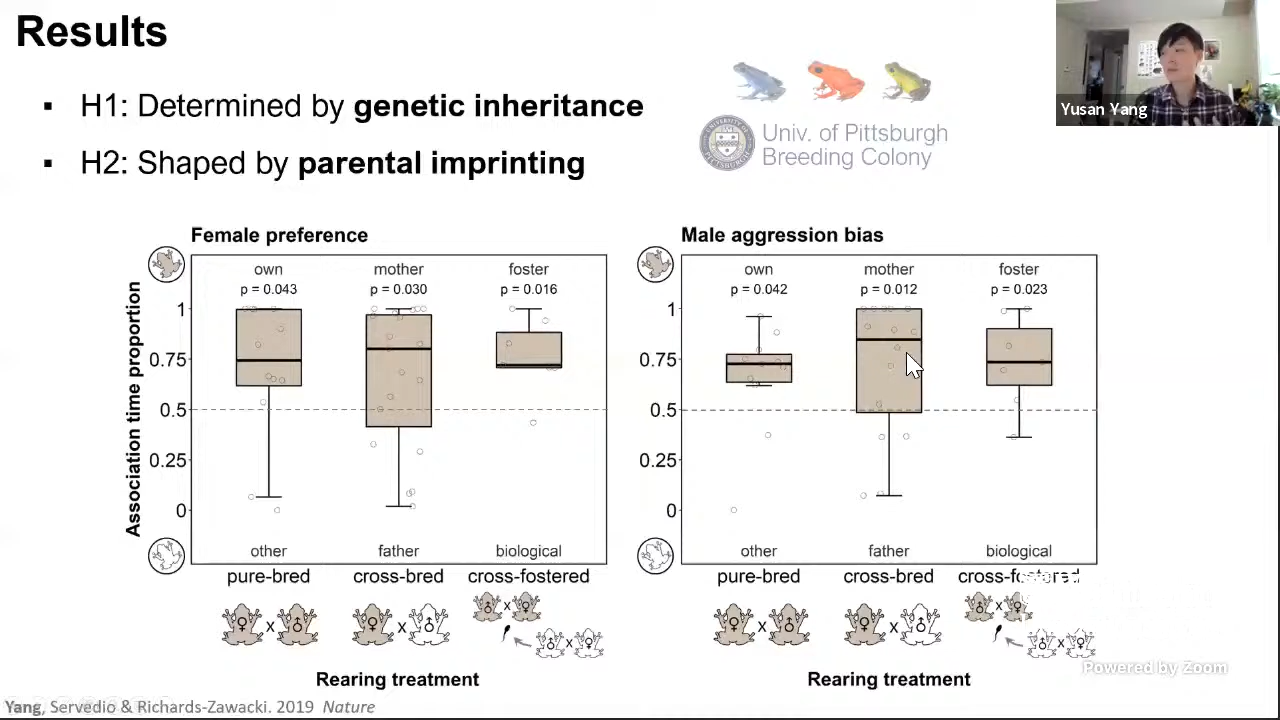 Results
▪ H1: Determined by genetic inheritance
▪ H2: Shaped by parental imprinting
Univ. of Pittsburgh
Breeding Colony
Yusan Yang
Female preference
own mother foster
p = 0.043 p = 0.030 p = 0.016
Association time proportion
1
0.75
0.5
0.25
0
other father biological
pure-bred cross-bred cross-fostered
♀ x ♂ ♀ x ♂ ♂ x ♀
♂ x ♀
Rearing treatment
Male aggression bias
own mother foster
p = 0.042 p = 0.012 p = 0.023
1
0.75
0.5
0.25
0
other father biological
pure-bred cross-bred cross-fostered
♀ x ♂ ♀ x ♂ ♂ x ♀
♂ x ♀
Rearing treatment
Powered by Zoom
Yang, Servedio & Richards-Zawacki. 2019 Nature